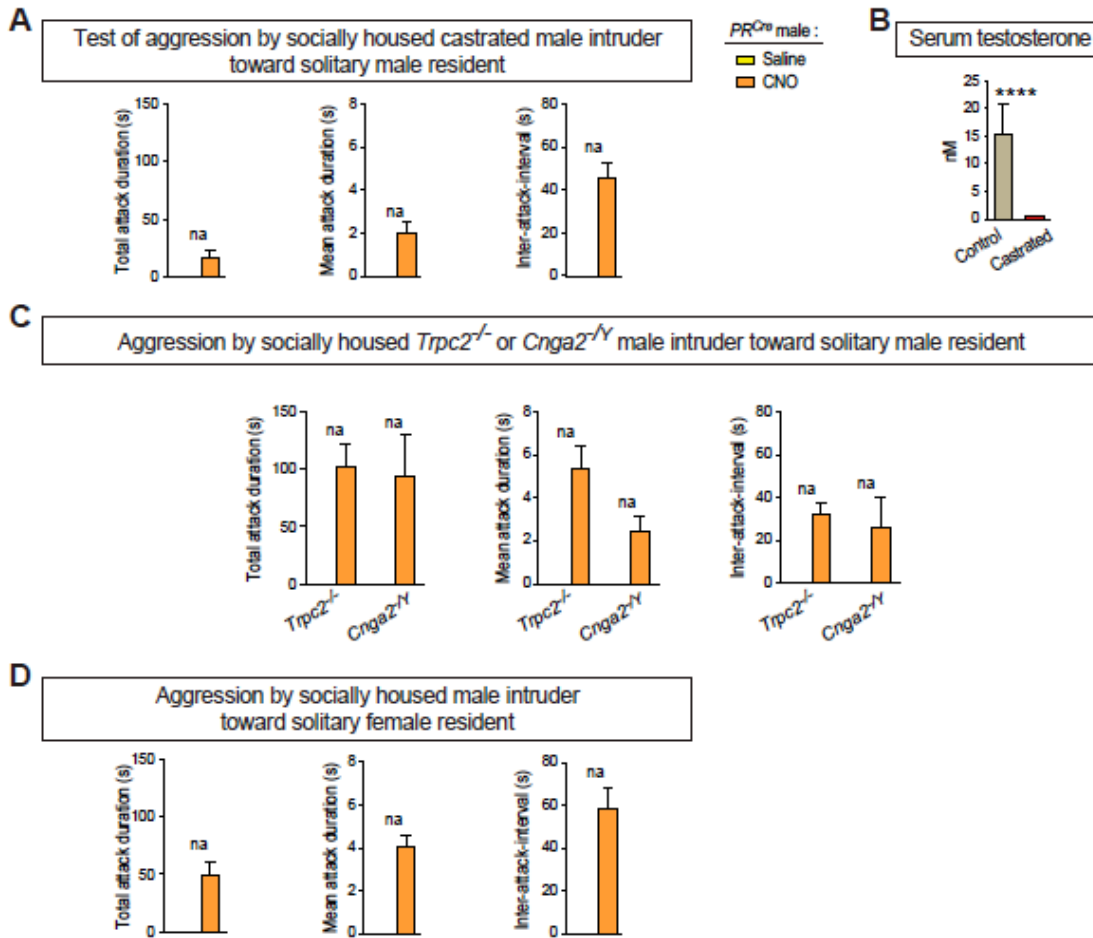 A
Test of aggression by socially housed castrated male intruder
toward solitary male resident
PRCre male :
Saline
CNO
B
Serum testosterone
Total attack duration (s)
150
100
50
0
na
Mean attack duration (s)
8
6
4
2
0
na
Inter-attack-interval (s)
80
60
40
20
0
na
nM
25
20
15
10
5
0
****
Control
Castrated
C
Aggression by socially housed Trpc2-/- or Cnga2-/Y male intruder toward solitary male resident
Total attack duration (s)
150
100
50
0
na
na
Trpc2-/-
Cnga2-/Y
Mean attack duration (s)
8
6
4
2
0
na
na
Trpc2-/-
Cnga2-/Y
Inter-attack-interval (s)
80
60
40
20
0
na
na
Trpc2-/-
Cnga2-/Y
D
Aggression by socially housed male intruder
toward solitary female resident
Total attack duration (s)
150
100
50
0
na
Mean attack duration (s)
8
6
4
2
0
na
Inter-attack-interval (s)
80
60
40
20
0
na